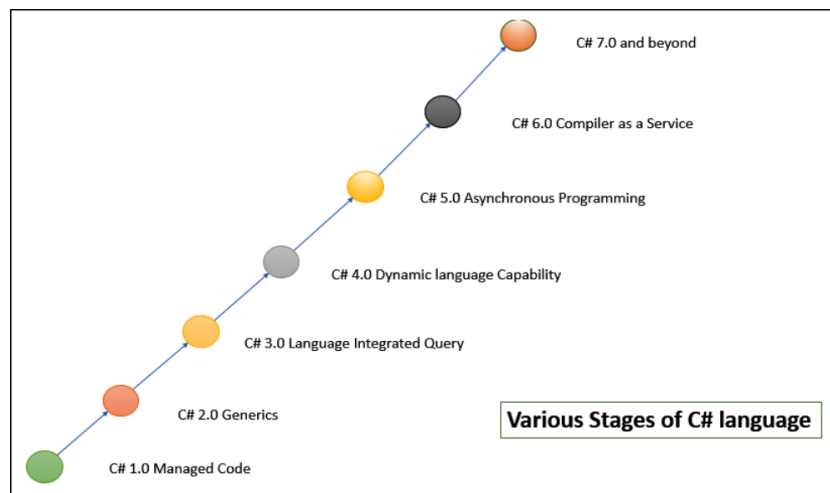 C# 7.0 and beyond
C# 6.0 Compiler as a Service
C# 5.0 Asynchronous Programming
C# 4.0 Dynamic language Capability
C# 3.0 Language Integrated Query
C# 2.0 Generics
Various Stages of C# language
C# 1.0 Managed Code